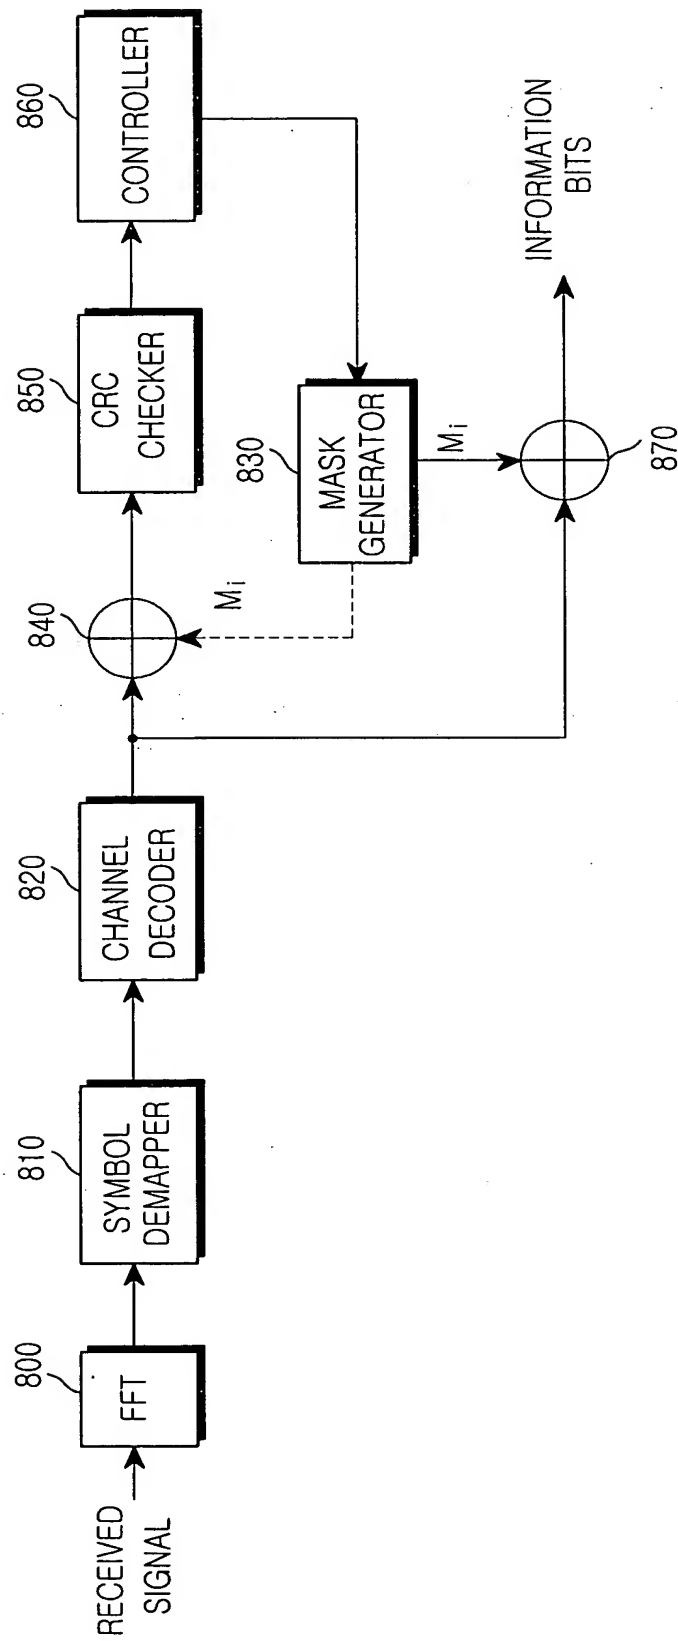 RECEIVED
SIGNAL
800
FFT
810
SYMBOL
DEMAPPER
820
CHANNEL
DECODER
840
Mi
850
CRC
CHECKER
860
CONTROLLER
830
MASK
GENERATOR
Mi
870
INFORMATION
BITS